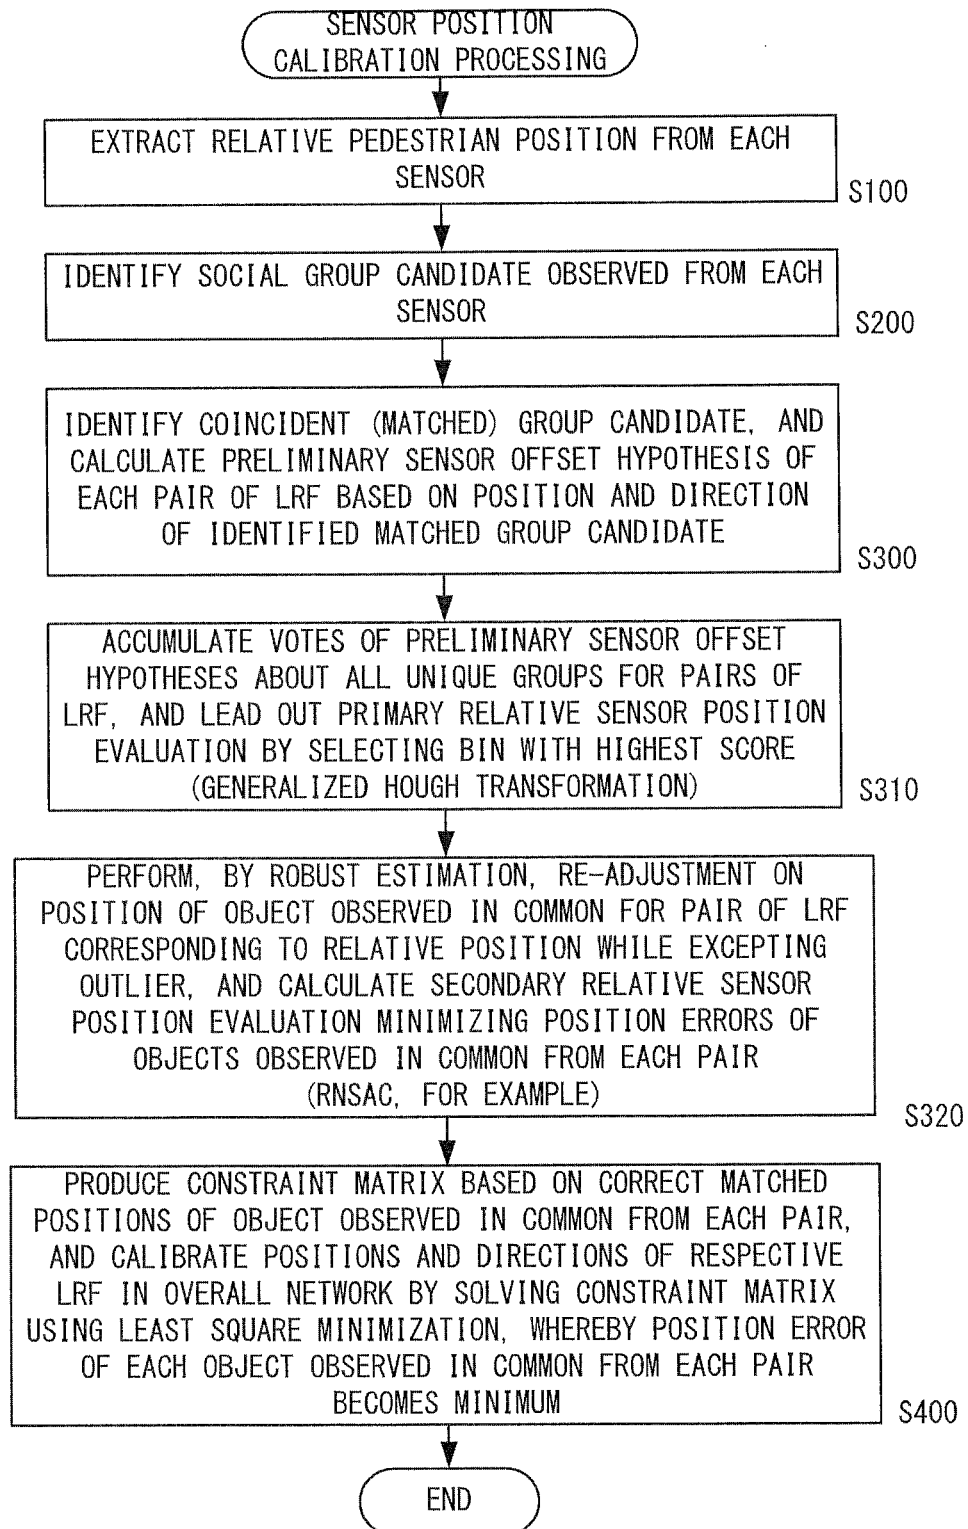 SENSOR POSITION
CALIBRATION PROCESSING
EXTRACT RELATIVE PEDESTRIAN POSITION FROM EACH
SENSOR
S100
IDENTIFY SOCIAL GROUP CANDIDATE OBSERVED FROM EACH
SENSOR
S200
IDENTIFY COINCIDENT (MATCHED) GROUP CANDIDATE, AND
CALCULATE PRELIMINARY SENSOR OFFSET HYPOTHESIS OF
EACH PAIR OF LRF BASED ON POSITION AND DIRECTION
OF IDENTIFIED MATCHED GROUP CANDIDATE
S300
ACCUMULATE VOTES OF PRELIMINARY SENSOR OFFSET
HYPOTHESES ABOUT ALL UNIQUE GROUPS FOR PAIRS OF
LRF, AND LEAD OUT PRIMARY RELATIVE SENSOR POSITION
EVALUATION BY SELECTING BIN WITH HIGHEST SCORE
(GENERALIZED HOUGH TRANSFORMATION)
S310
PERFORM, BY ROBUST ESTIMATION, RE-ADJUSTMENT ON
POSITION OF OBJECT OBSERVED IN COMMON FOR PAIR OF LRF
CORRESPONDING TO RELATIVE POSITION WHILE EXCEPTING
OUTLIER, AND CALCULATE SECONDARY RELATIVE SENSOR
POSITION EVALUATION MINIMIZING POSITION ERRORS OF
OBJECTS OBSERVED IN COMMON FROM EACH PAIR
(RNSAC, FOR EXAMPLE)
S320
PRODUCE CONSTRAINT MATRIX BASED ON CORRECT MATCHED
POSITIONS OF OBJECT OBSERVED IN COMMON FROM EACH PAIR,
AND CALIBRATE POSITIONS AND DIRECTIONS OF RESPECTIVE
LRF IN OVERALL NETWORK BY SOLVING CONSTRAINT MATRIX
USING LEAST SQUARE MINIMIZATION, WHEREBY POSITION ERROR
OF EACH OBJECT OBSERVED IN COMMON FROM EACH PAIR
BECOMES MINIMUM
S400
END